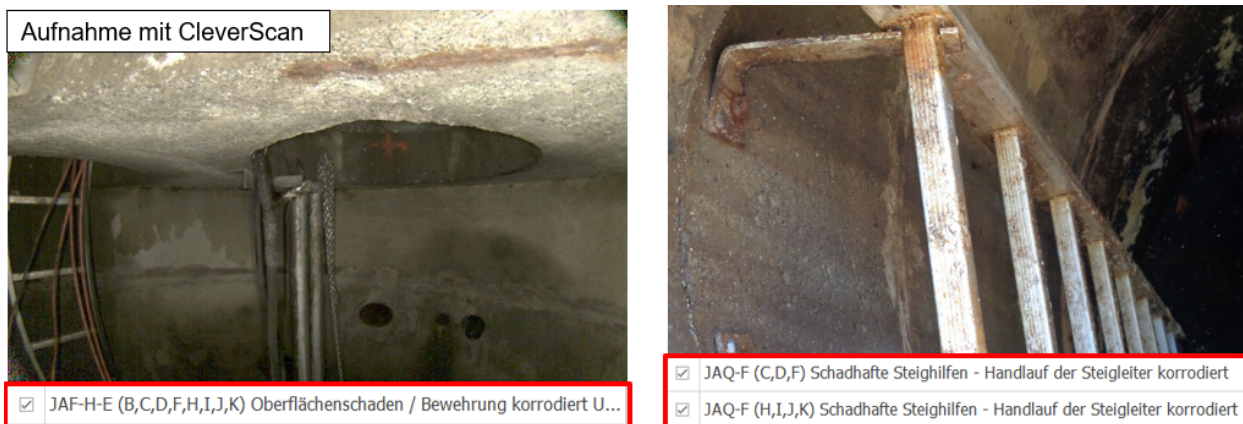 Aufnahme mit CleverScan
JAF-H-E (B,C,D,F,H,I,J,K) Oberflächenschaden / Bewehrung korrodiert U...
JAQ-F (C,D,F) Schadhafte Steighilfen - Handlauf der Steigleiter korrodiert
JAQ-F (H,I,J,K) Schadhafte Steighilfen - Handlauf der Steigleiter korrodiert